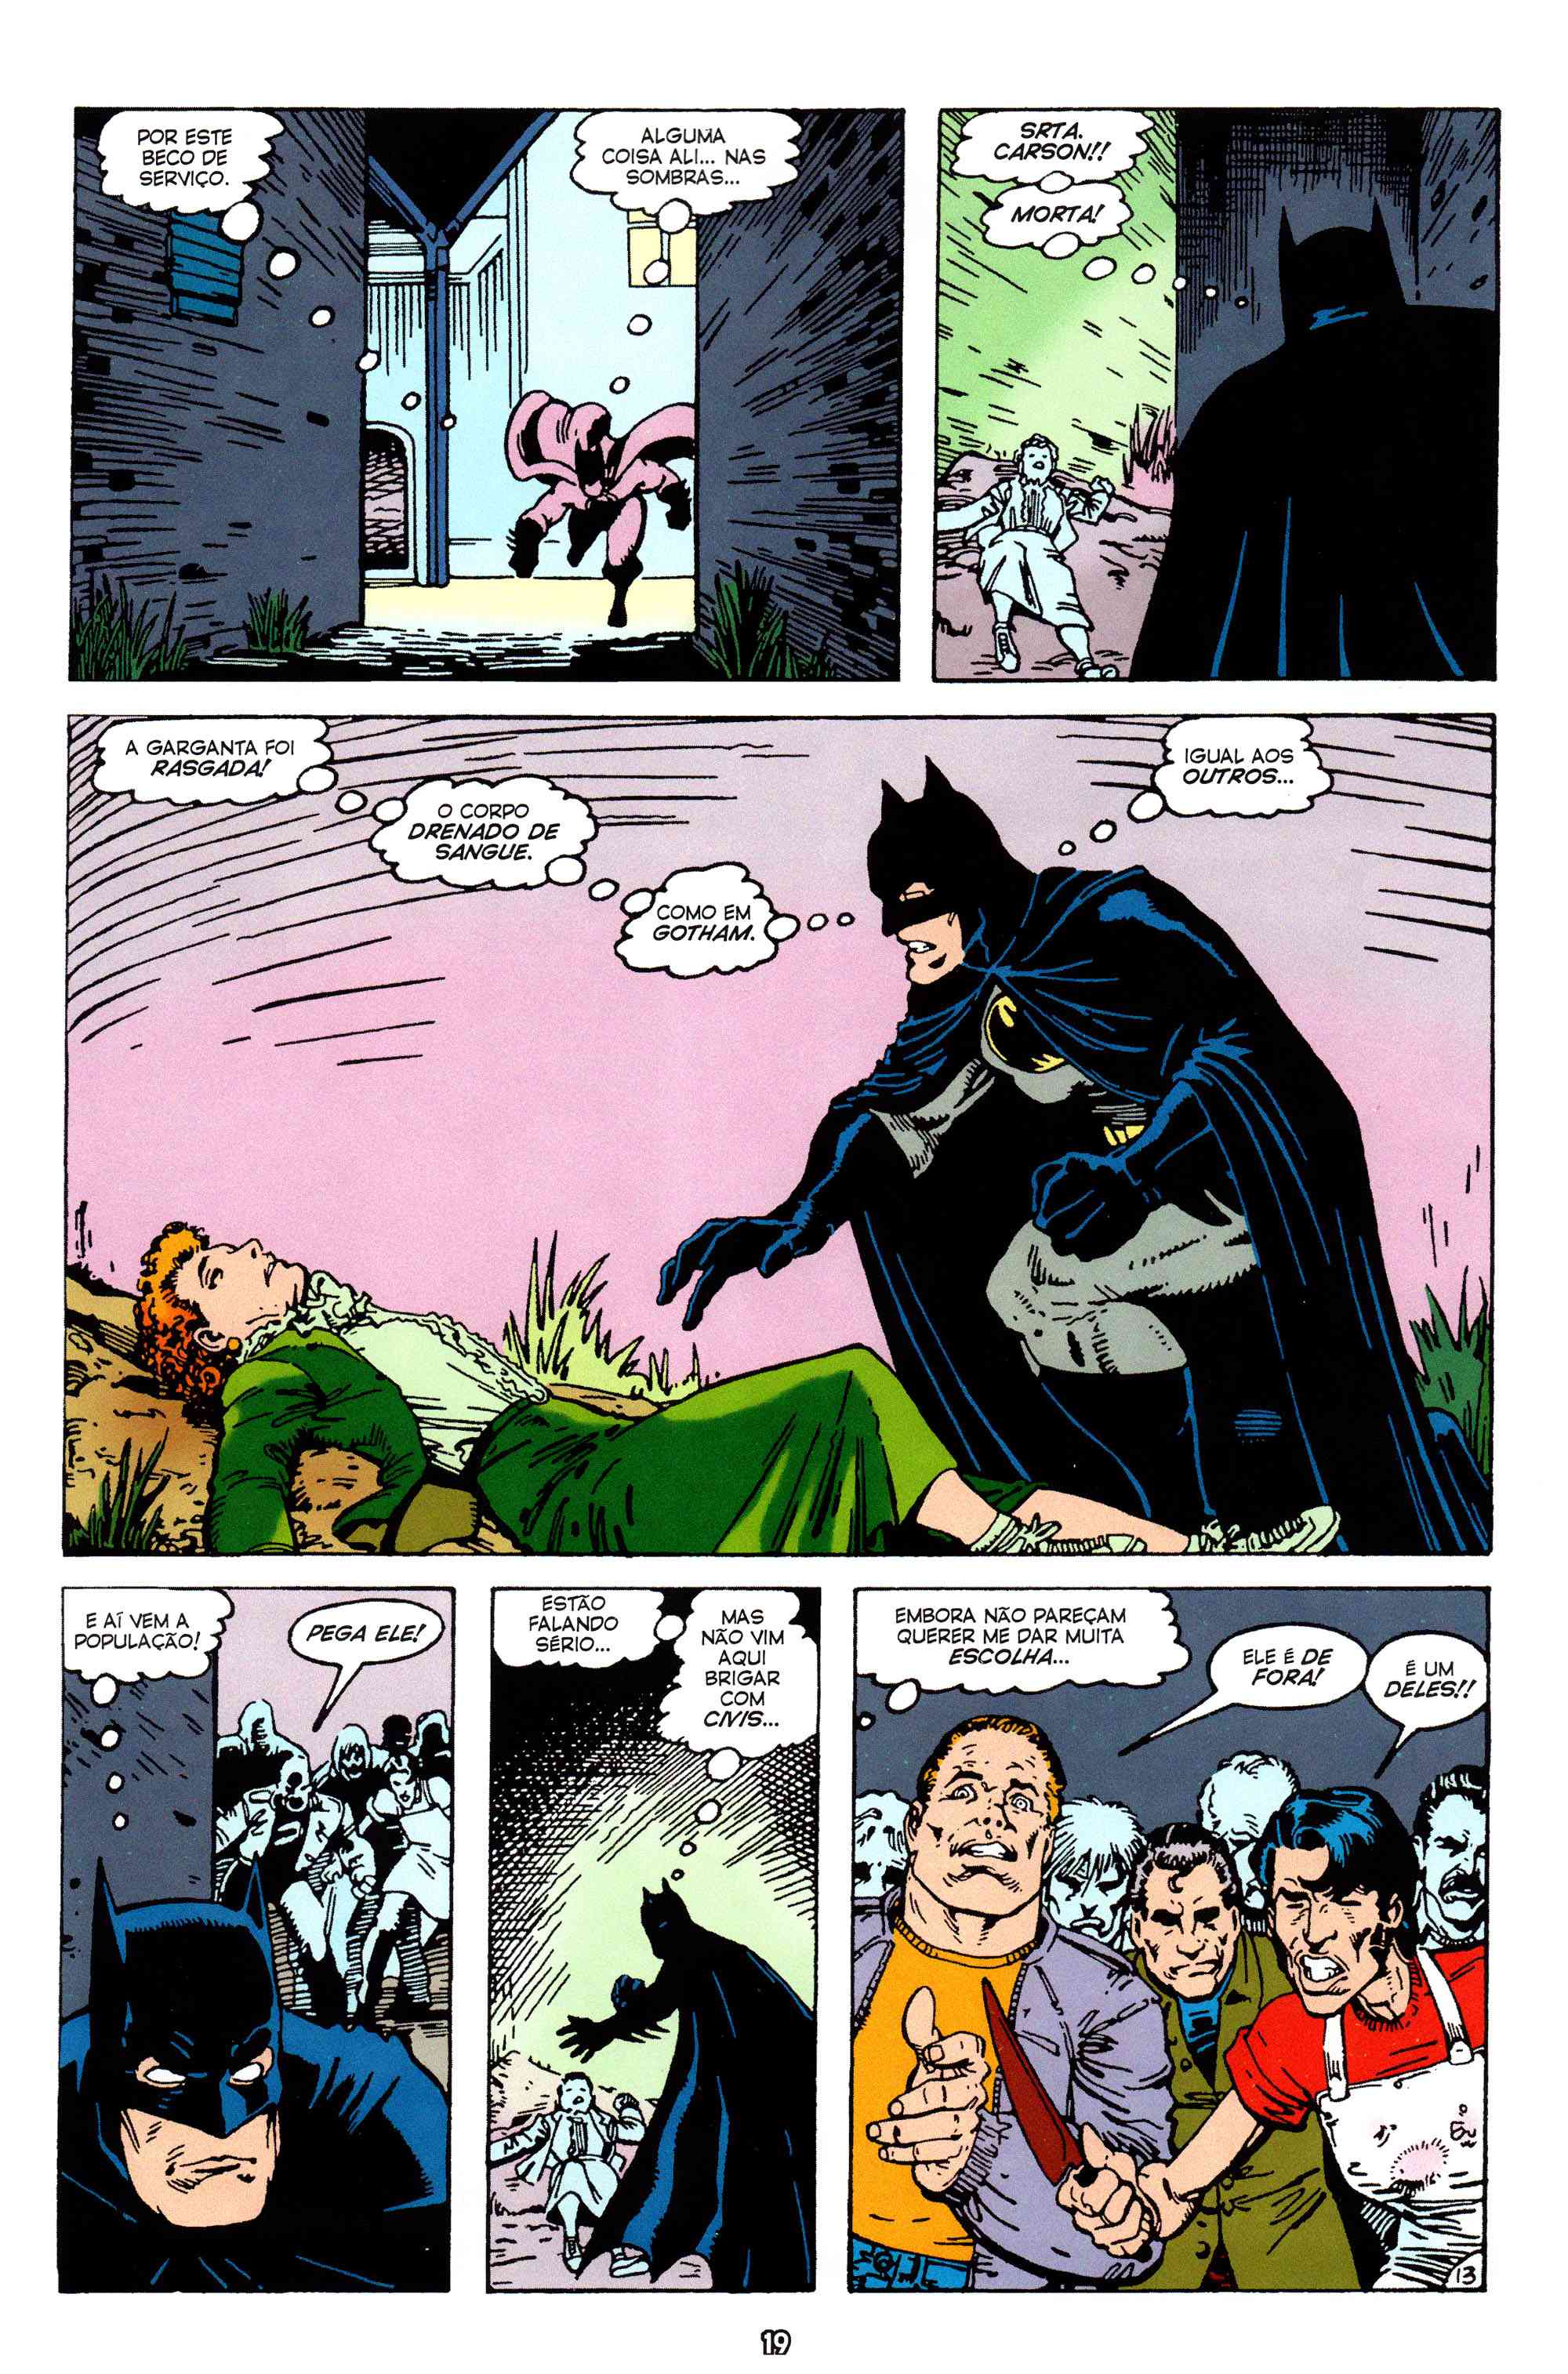 POR ESTE
BECO DE
SERVIÇO.
ALGUMA
COISA ALI... NAS
SOMBRAS...
SRTA.
CARSON!!
MORTA!
A GARGANTA FOI
RASGADA!
O CORPO
DRENADO DE
SANGUE.
COMO EM
GOTHAM.
IGUAL AOS
OUTROS...
E AÍ VEM A
POPULAÇÃO!
PEGA ELE!
ESTÃO
FALANDO
SÉRIO...
MAS
NÃO VIM
AQUI
BRIGAR
COM
CIVIS...
EMBORA NÃO PAREÇAM
QUERER ME DAR MUITA
ESCOLHA...
ELE É DE
FORA!
É UM
DELES!!
13
19